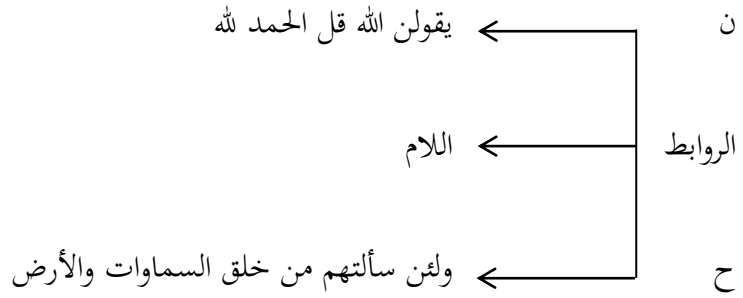 ن يقولن الله قل الحمد لله
الروابط اللام
ح ولئن سألتهم من خلق السماوات والأرض